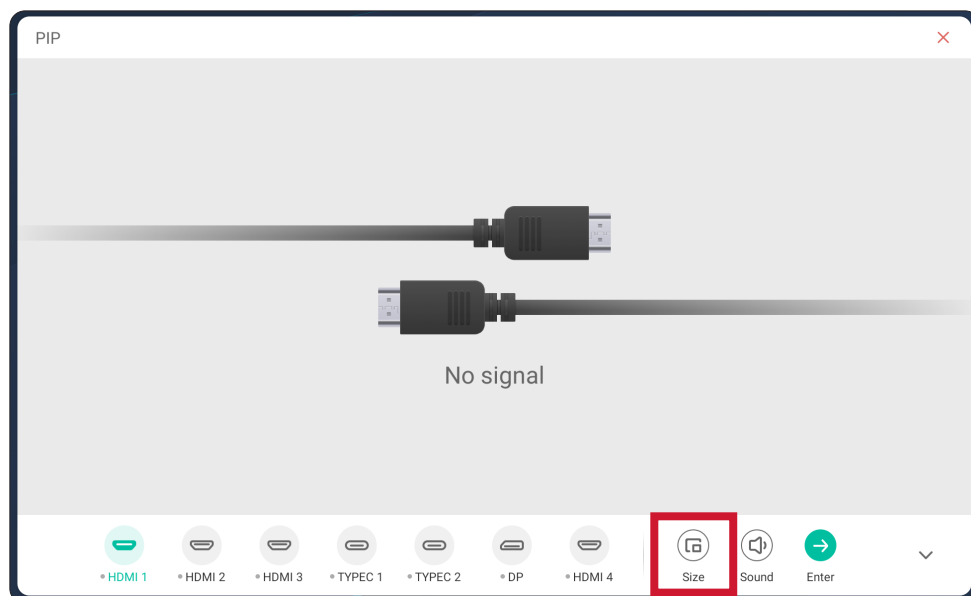 PIP
No signal
HDMI 1
HDMI 2
HDMI 3
TYPEC 1
TYPEC 2
DP
HDMI 4
Size
Sound
Enter